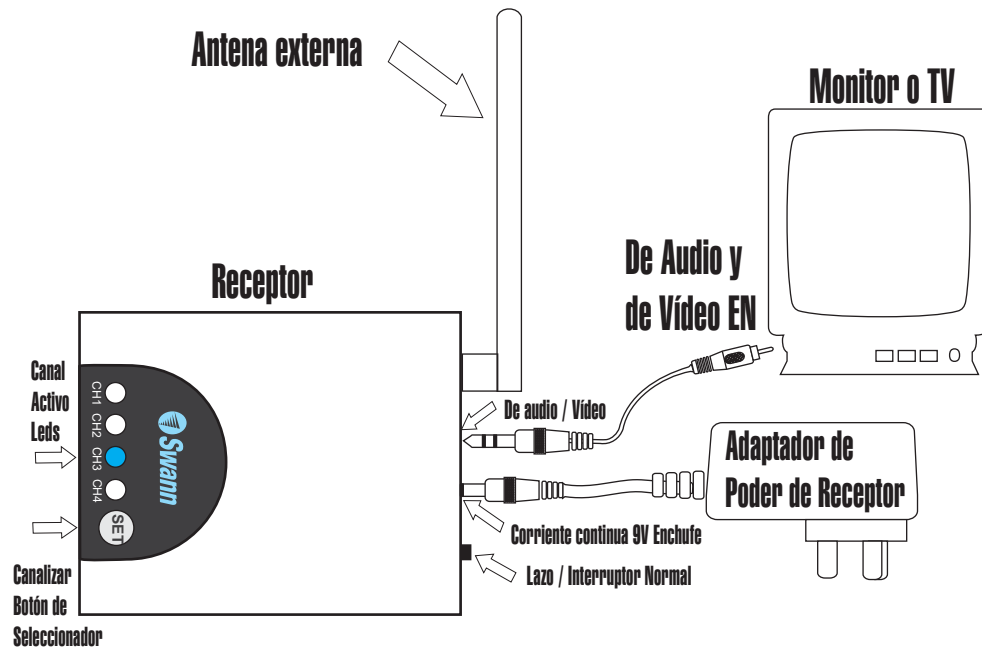 Antena externa
Monitor o TV
De Audio y
de Vídeo EN
Receptor
Canal
Activo
Leds
CH1
CH2
CH3
CH4
SET
Swann
De audio / Vídeo
Adaptador de
Poder de Receptor
Corriente continua 9V Enchufe
Lazo / Interruptor Normal
Canalizar
Botón de
Seleccionador